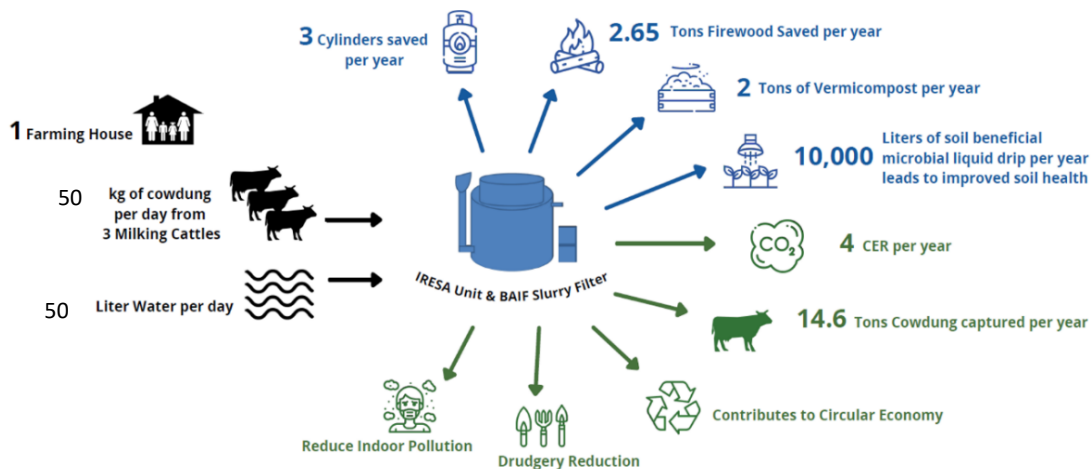 3 Cylinders saved
per year
2.65 Tons Firewood Saved per year
2 Tons of Vermicompost per year
1 Farming House
10,000
Liters of soil beneficial
microbial liquid drip per year
leads to improved soil health
50
kg of cowdung
per day from
3 Milking Cattles
CO2
4 CER per year
IRESA Unit & BAIF Slurry Filter
50 Liter Water per day
14.6 Tons Cowdung captured per year
Contributes to Circular Economy
Reduce Indoor Pollution
Drudgery Reduction